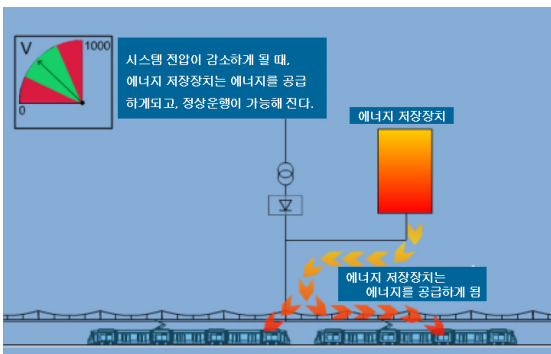 V
1000
0
시스템 전압이 감소하게 될 때,
에너지 저장장치는 에너지를 공급
하게되고, 정상운행이 가능해 진다.
에너지 저장장치
에너지 저장장치는
에너지를 공급하게 됨